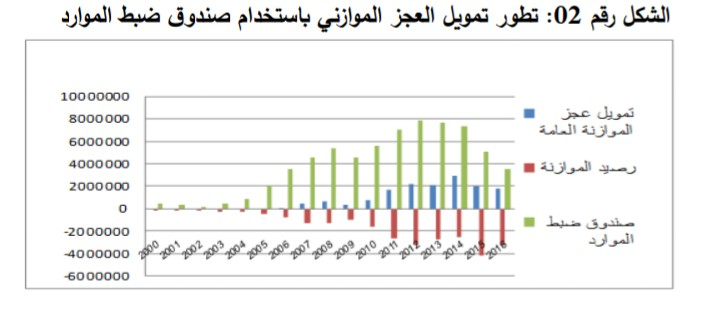 الشكل رقم 02: تطور تمويل العجز الموازني باستخدام صندوق ضبط الموارد
10000000
8000000
6000000
4000000
2000000
0
-2000000
-4000000
-6000000
2000 2001 2002 2003 2004 2005 2006 2007 2008 2009 2010 2011 2012 2013 2014 2015 2016
تمويل عجز
الموازنة العامة
رصيد الموازنة
صندوق ضبط
الموارد